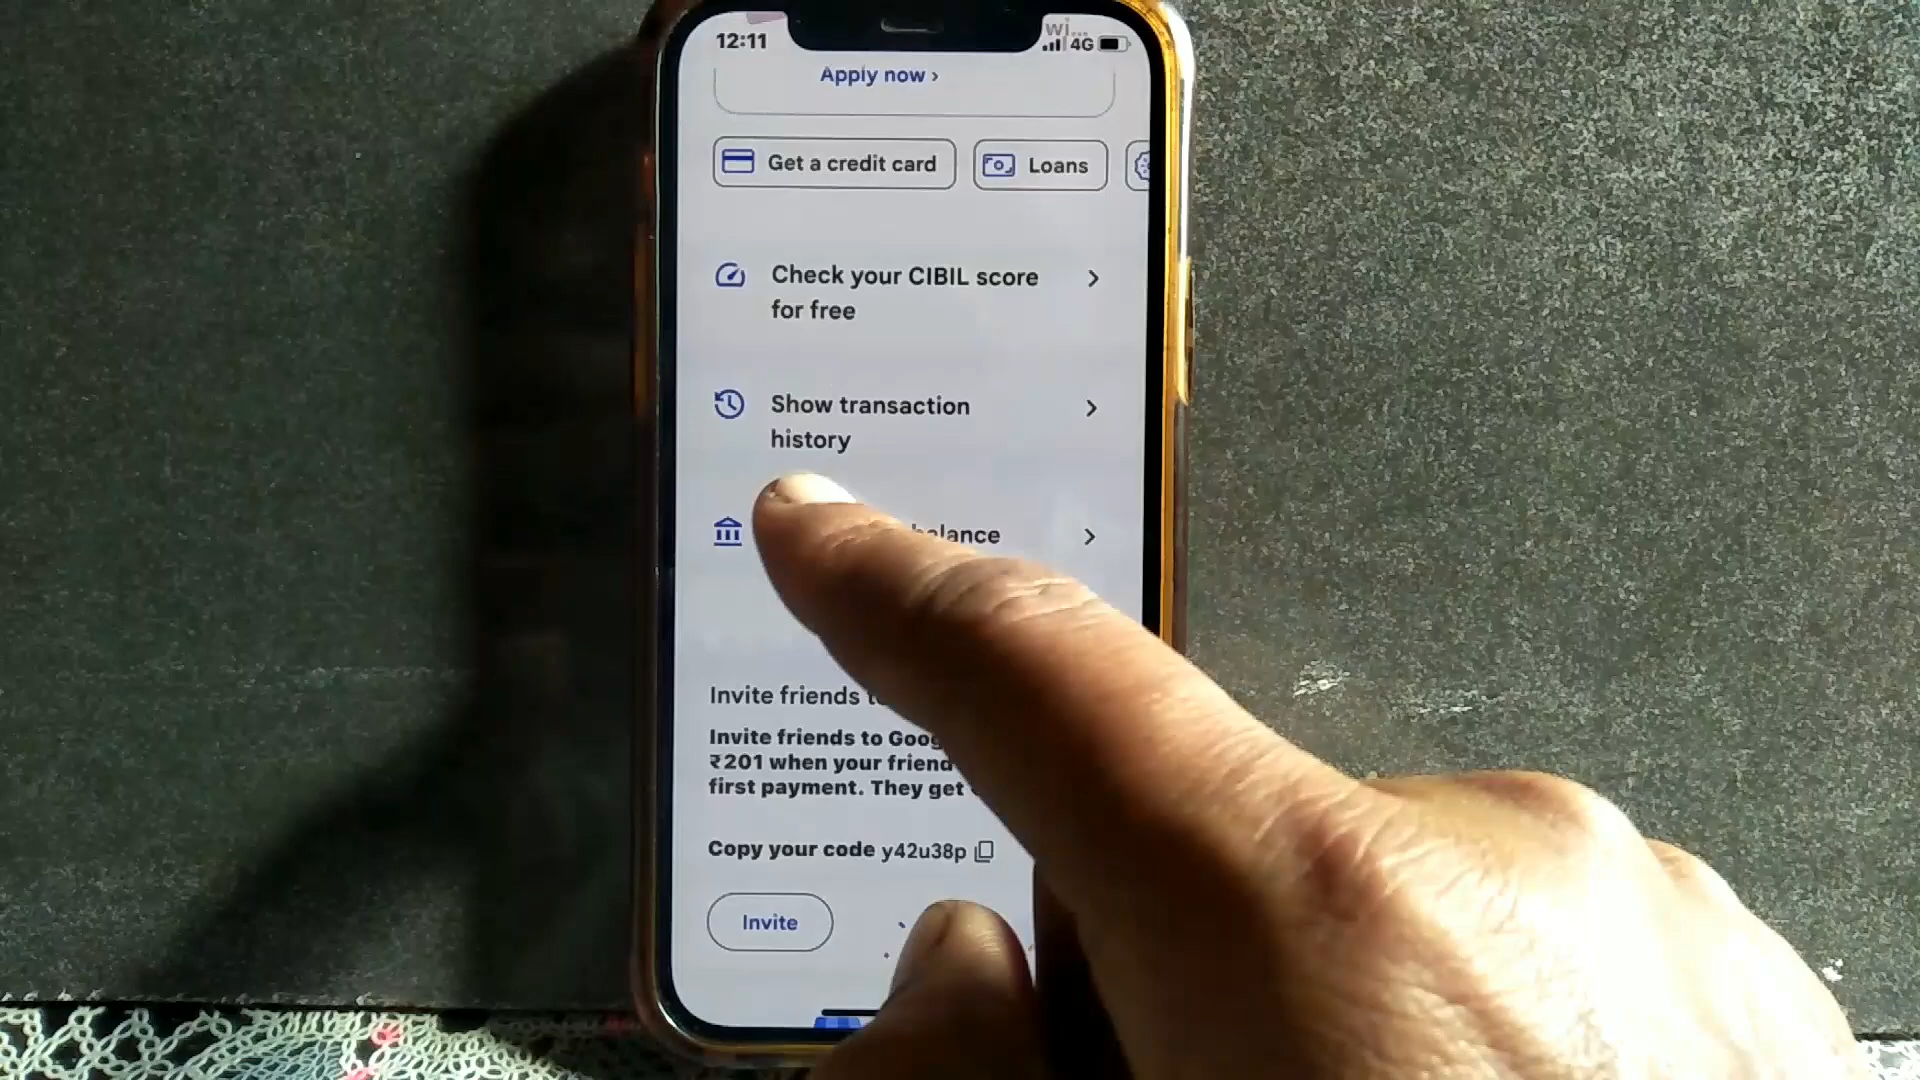 12:11
4G
Apply now ›
Get a credit card
Loans
Check your CIBIL score
for free
Show transaction
history
balance
Invite friends
Invite friends to
₹201 when your friend
first payment. They get
Copy your code y42u38p
Invite